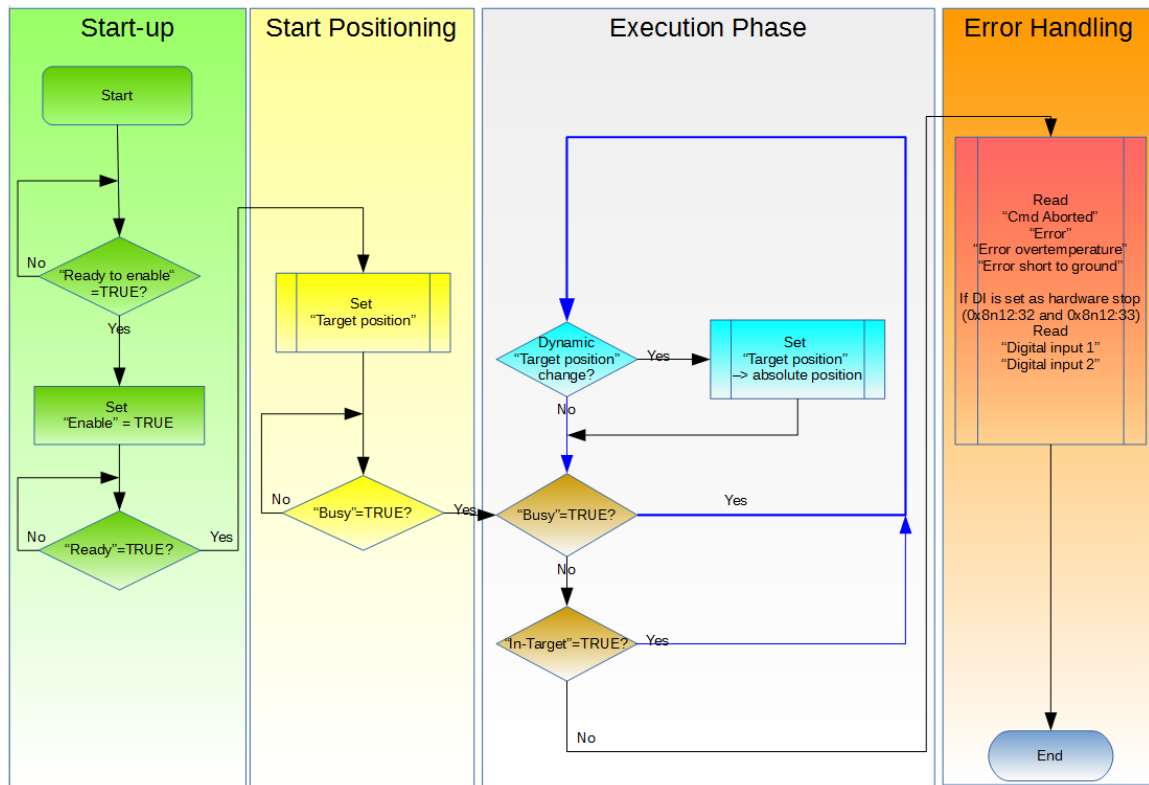 Start-up
Start
No
“Ready to enable“
=TRUE?
Yes
Set
“Enable” = TRUE
No
“Ready”=TRUE?
Yes
Start Positioning
Set
“Target position”
No
“Busy”=TRUE?
Yes
Execution Phase
Dynamic
“Target position”
change?
Yes
Set
“Target position”
–> absolute position
No
“Busy”=TRUE?
Yes
No
“In-Target”=TRUE?
Yes
No
Error Handling
Read
“Cmd Aborted”
“Error”
“Error overtemperature”
“Error short to ground”
If DI is set as hardware stop
(0x8n12:32 and 0x8n12:33)
Read
“Digital input 1”
“Digital input 2”
End